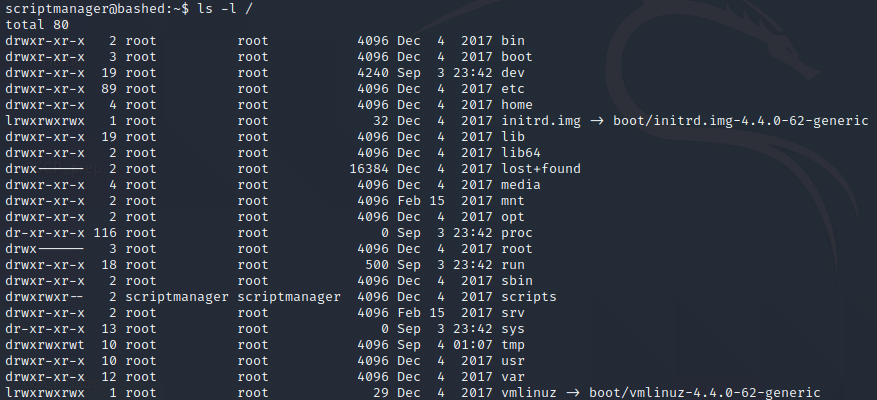 scriptmanager@bashed:~$ ls -l /
total 80
drwxr-xr-x   2 root          root           4096 Dec  4  2017 bin
drwxr-xr-x   3 root          root           4096 Dec  4  2017 boot
drwxr-xr-x  19 root          root           4240 Sep  3 23:42 dev
drwxr-xr-x  89 root          root           4096 Dec  4  2017 etc
drwxr-xr-x   4 root          root           4096 Dec  4  2017 home
lrwxrwxrwx   1 root          root             32 Dec  4  2017 initrd.img -> boot/initrd.img-4.4.0-62-generic
drwxr-xr-x  19 root          root           4096 Dec  4  2017 lib
drwxr-xr-x   2 root          root           4096 Dec  4  2017 lib64
drwx------   2 root          root          16384 Dec  4  2017 lost+found
drwxr-xr-x   4 root          root           4096 Dec  4  2017 media
drwxr-xr-x   2 root          root           4096 Feb 15  2017 mnt
drwxr-xr-x   2 root          root           4096 Dec  4  2017 opt
dr-xr-xr-x 116 root          root              0 Sep  3 23:42 proc
drwx------   3 root          root           4096 Dec  4  2017 root
drwxr-xr-x  18 root          root            500 Sep  3 23:42 run
drwxr-xr-x   2 root          root           4096 Dec  4  2017 sbin
drwxrwxr--   2 scriptmanager scriptmanager  4096 Dec  4  2017 scripts
drwxr-xr-x   2 root          root           4096 Feb 15  2017 srv
dr-xr-xr-x  13 root          root              0 Sep  3 23:42 sys
drwxrwxrwt  10 root          root           4096 Sep  4 01:07 tmp
drwxr-xr-x  10 root          root           4096 Dec  4  2017 usr
drwxr-xr-x  12 root          root           4096 Dec  4  2017 var
lrwxrwxrwx   1 root          root             29 Dec  4  2017 vmlinuz -> boot/vmlinuz-4.4.0-62-generic